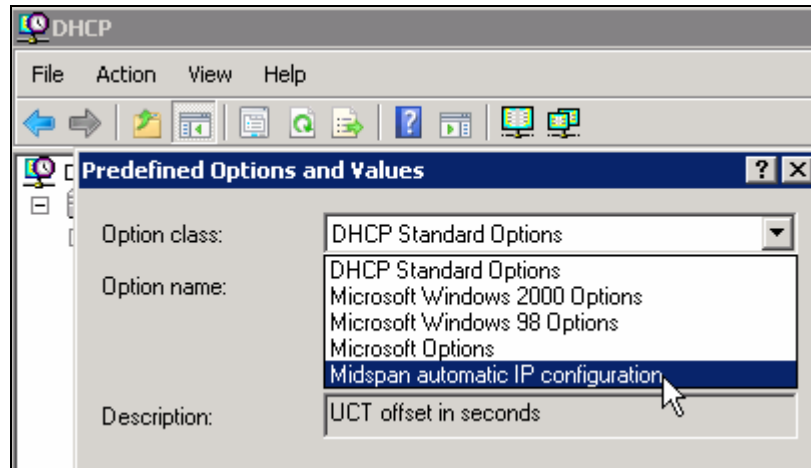 DHCP
File Action View Help
Predefined Options and Values
Option class:
DHCP Standard Options
Option name:
DHCP Standard Options
Microsoft Windows 2000 Options
Microsoft Windows 98 Options
Microsoft Options
Midspan automatic IP configuration
Description:
UCT offset in seconds